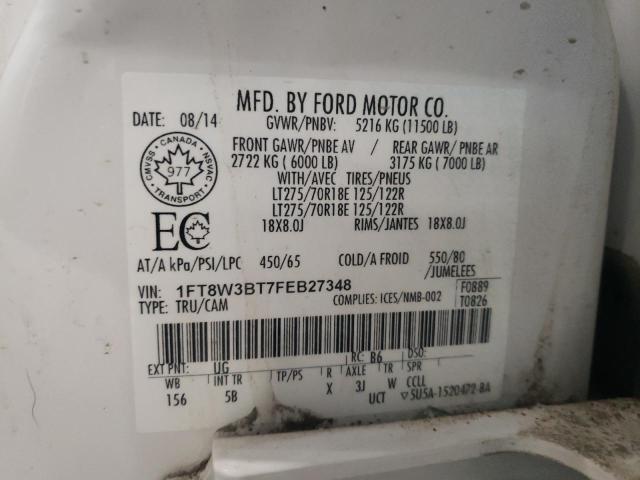 MFD. BY FORD MOTOR CO.
DATE: 08/14 GVWR/PNBV: 5216 KG (11500 LB)
FRONT GAWR/PNBE AV / REAR GAWR/ PNBE AR
2722 KG ( 6000 LB) 3175 KG ( 7000 LB)
WITH/AVEC TIRES/PNEUS
LT275/70R18E 125/122R
LT275/70R18E 125/122R
18X8.0J RIMS/JANTES 18X8.0J
CMVSS • CANADA • NSVAC
977
TRANSPORT
EC
AT/A kPa/PSI/LPC 450/65 COLD/A FROID 550/80
/JUMELEES
VIN: 1FT8W3BT7FEB27348 F0889
TYPE: TRU/CAM COMPLIES: ICES/NMB-002 T0826
RC: B6 DSO:
EXT PNT: UG
WB INT TR TP/PS R AXLE TR SPR
156 5B X 3J W CCLL
UCT 5U5A-1520472-BA